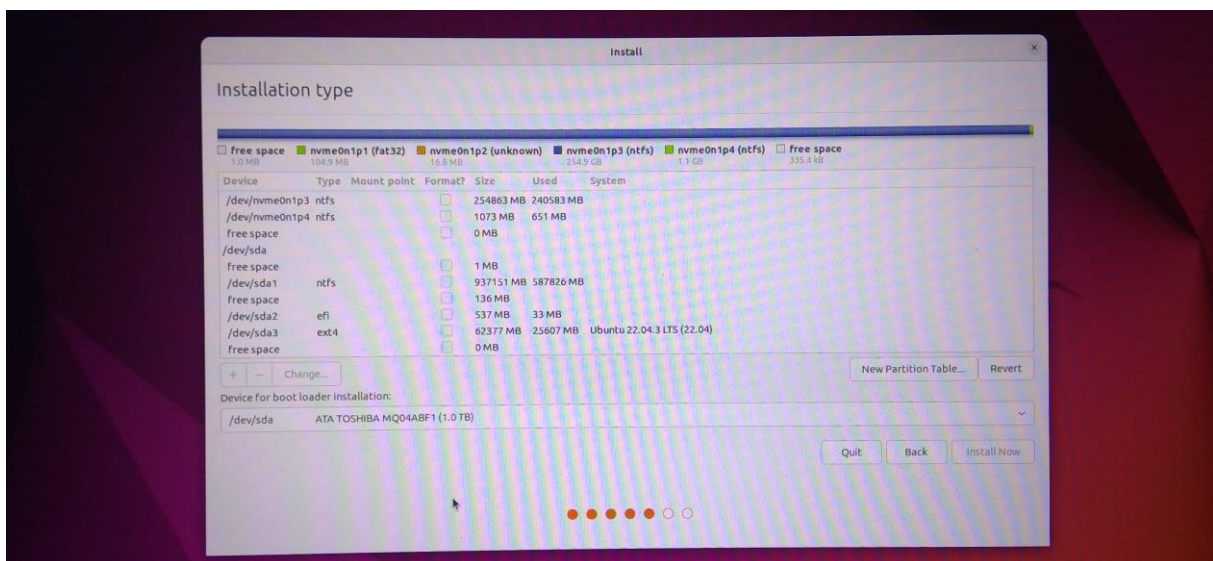 Install
Installation type
free space nvme0n1p1 (fat32) nvme0n1p2 (unknown) nvme0n1p3 (ntfs) nvme0n1p4 (ntfs) free space
1.0 MB 104.9 MB 16.8 MB 254.9 GB 1.1 GB 335.4 kB
Device Type Mount point Format? Size Used System
/dev/nvme0n1p3 ntfs 254863 MB 240583 MB
/dev/nvme0n1p4 ntfs 1073 MB 651 MB
free space 0 MB
/dev/sda
free space 1 MB
/dev/sda1 ntfs 937151 MB 587826 MB
free space 136 MB
/dev/sda2 efi 537 MB 33 MB
/dev/sda3 ext4 62377 MB 25607 MB Ubuntu 22.04.3 LTS (22.04)
free space 0 MB
+ – Change... New Partition Table... Revert
Device for boot loader installation:
/dev/sda ATA TOSHIBA MQ04ABF1 (1.0 TB)
Quit Back Install Now